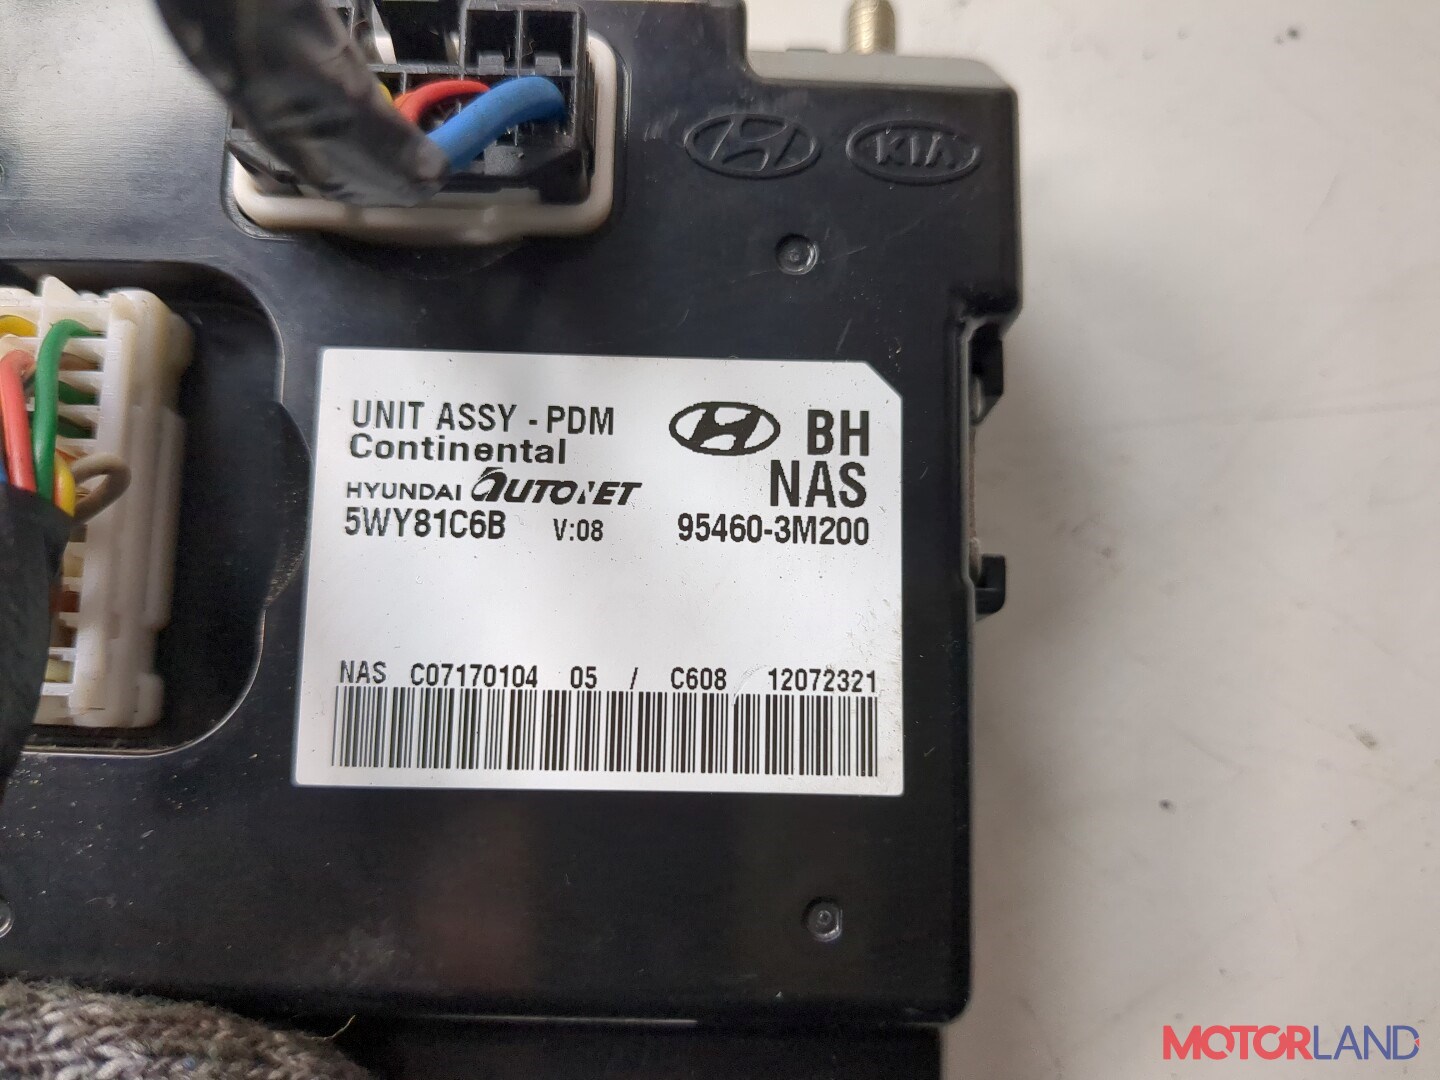 KIA
UNIT ASSY - PDM
Continental
BH
HYUNDAI AUTONET
NAS
5WY81C6B V:08 95460-3M200
NAS C07170104 05 / C608 12072321
MOTORLAND